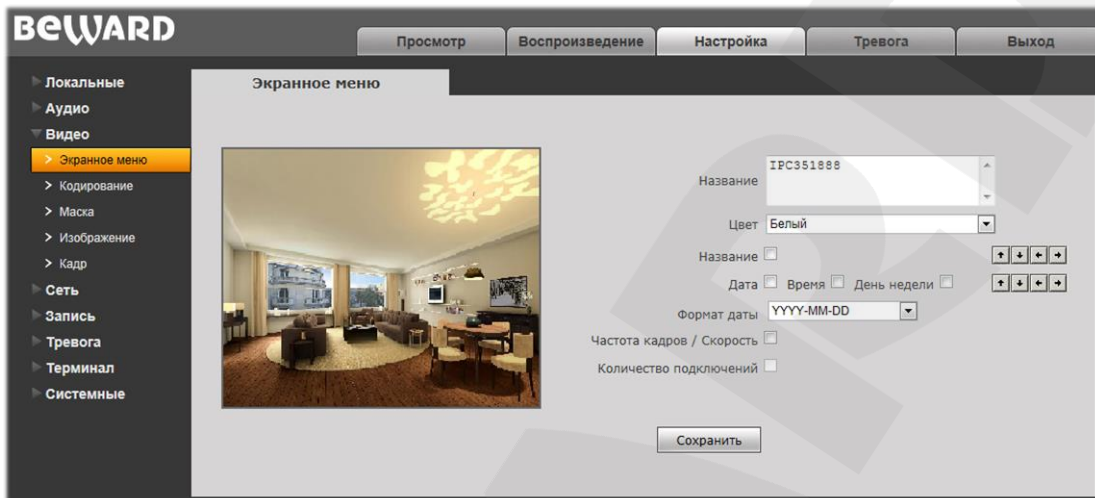 BEWARD
Просмотр Воспроизведение Настройка Тревога Выход
Локальные
Аудио
Видео
Экранное меню
Кодирование
Маска
Изображение
Кадр
Сеть
Запись
Тревога
Терминал
Системные
Экранное меню
Название IPC351888
Цвет Белый
Название
Дата Время День недели
Формат даты YYYY-MM-DD
Частота кадров / Скорость
Количество подключений
Сохранить